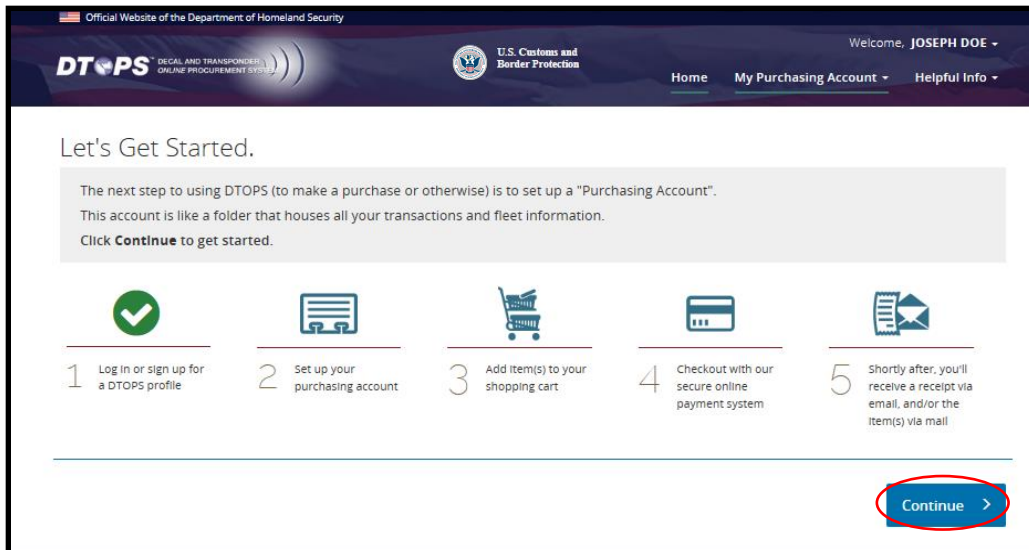 Official Website of the Department of Homeland Security
Welcome, JOSEPH DOE
DTOPS DECAL AND TRANSPONDER
ONLINE PROCUREMENT SYSTEM
U.S. Customs and
Border Protection
Home My Purchasing Account Helpful Info
Let's Get Started.
The next step to using DTOPS (to make a purchase or otherwise) is to set up a "Purchasing Account".
This account is like a folder that houses all your transactions and fleet information.
Click Continue to get started.
1 Log in or sign up for
a DTOPS profile
2 Set up your
purchasing account
3 Add item(s) to your
shopping cart
4 Checkout with our
secure online
payment system
5 Shortly after, you'll
receive a receipt via
email, and/or the
item(s) via mail
Continue >